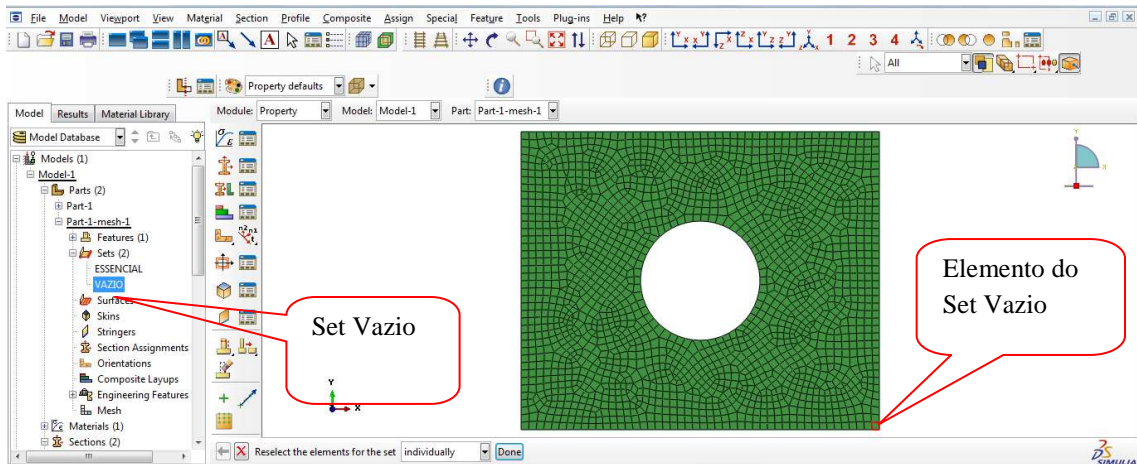 File Model Viewport View Material Section Profile Composite Assign Special Feature Tools Plug-ins Help
1 2 3 4
All
Property defaults
Model Results Material Library
Module: Property Model: Model-1 Part: Part-1-mesh-1
Model Database
Models (1)
Model-1
Parts (2)
Part-1
Part-1-mesh-1
Features (1)
Sets (2)
ESSENCIAL
VAZIO
Surfaces
Skins
Stringers
Section Assignments
Orientations
Composite Layups
Engineering Features
Mesh
Materials (1)
Sections (2)
Set Vazio
Elemento do
Set Vazio
Y
X
Y
X
Reselect the elements for the set individually Done
SIMULIA